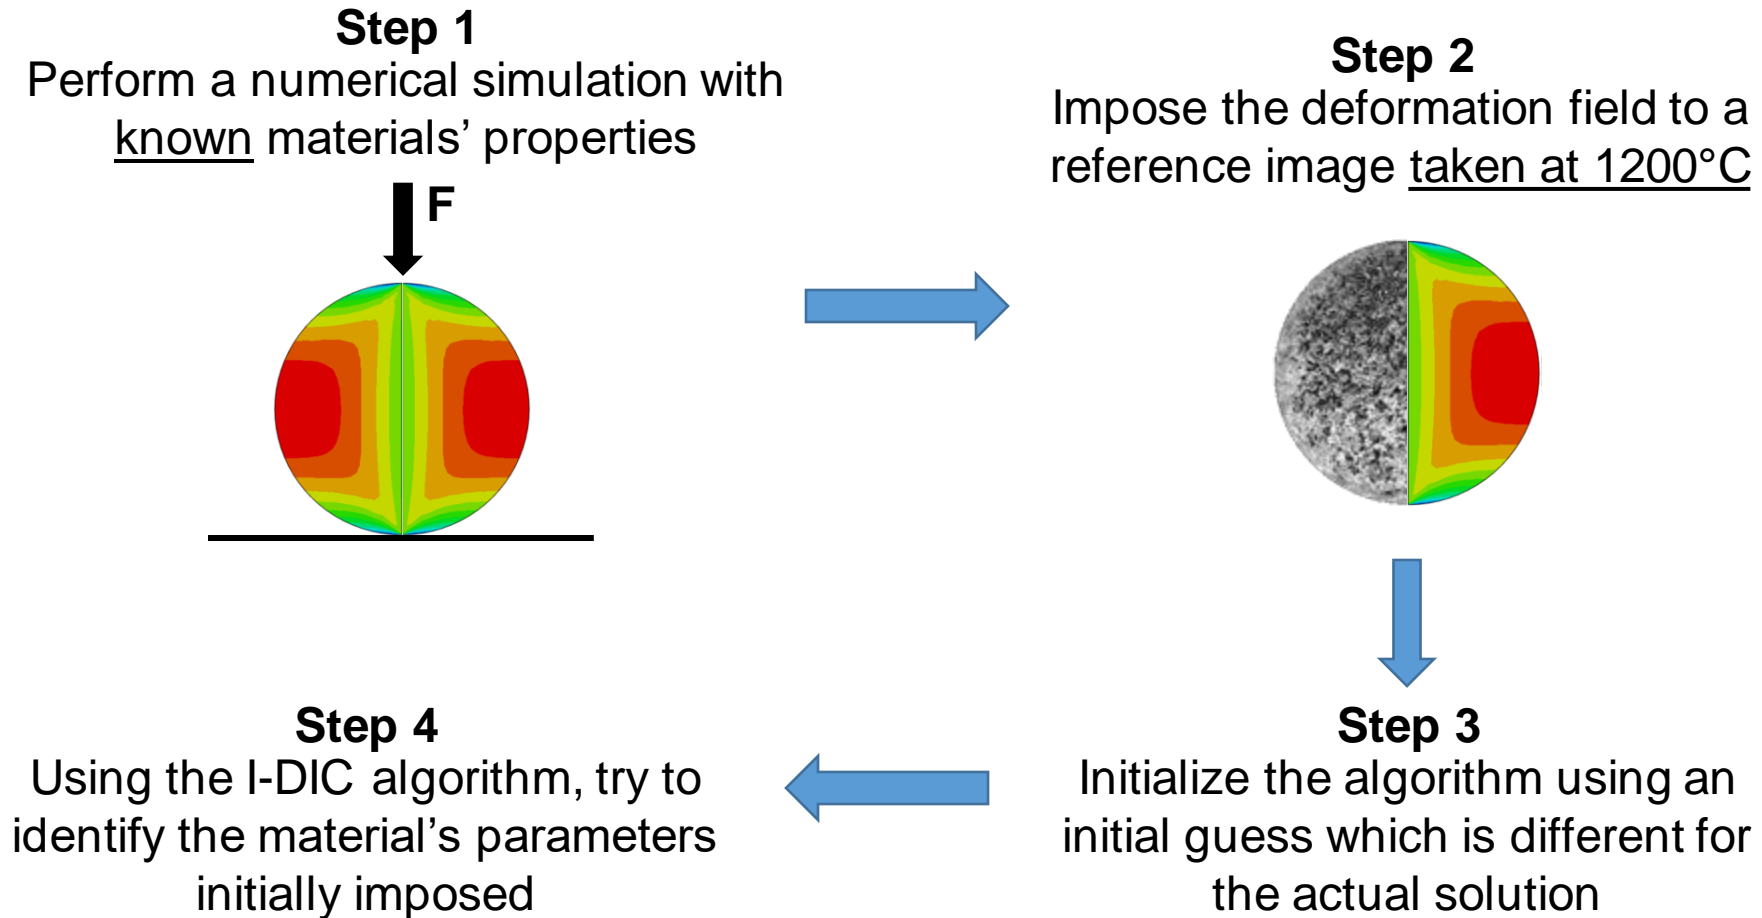 Step 1
Perform a numerical simulation with
known materials’ properties
F
Step 2
Impose the deformation field to a
reference image taken at 1200°C
Step 3
Initialize the algorithm using an
initial guess which is different for
the actual solution
Step 4
Using the I-DIC algorithm, try to
identify the material’s parameters
initially imposed